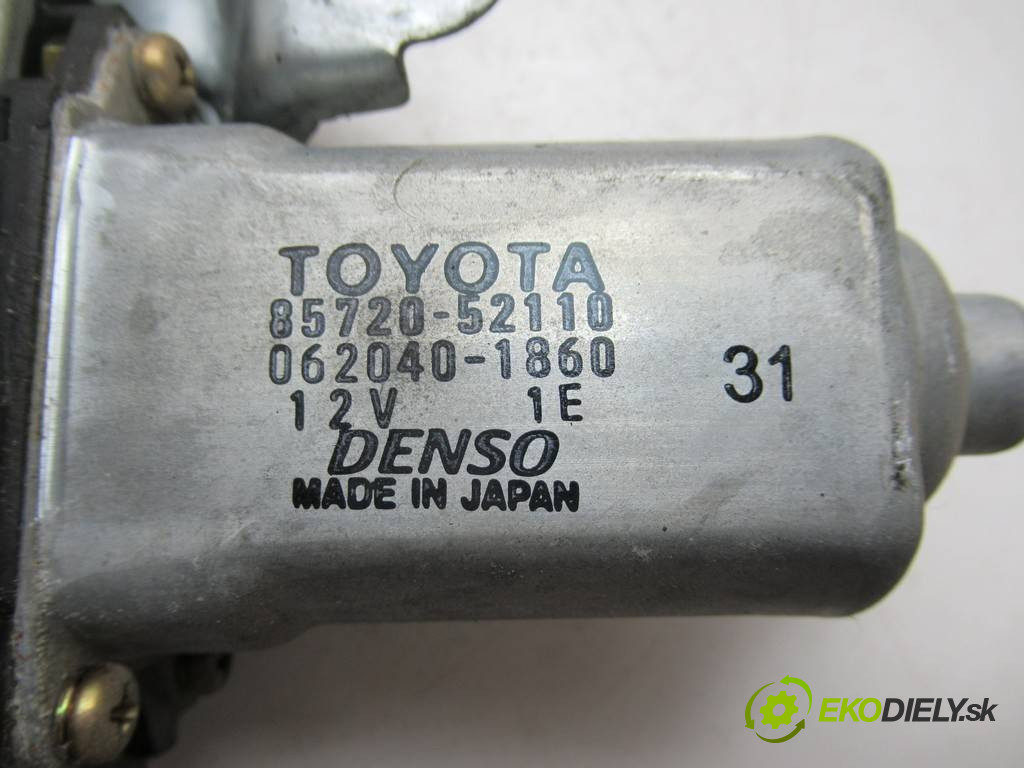 TOYOTA
85720-52110
062040-1860
31
12V 1E
DENSO
MADE IN JAPAN
EKODIELY.sk